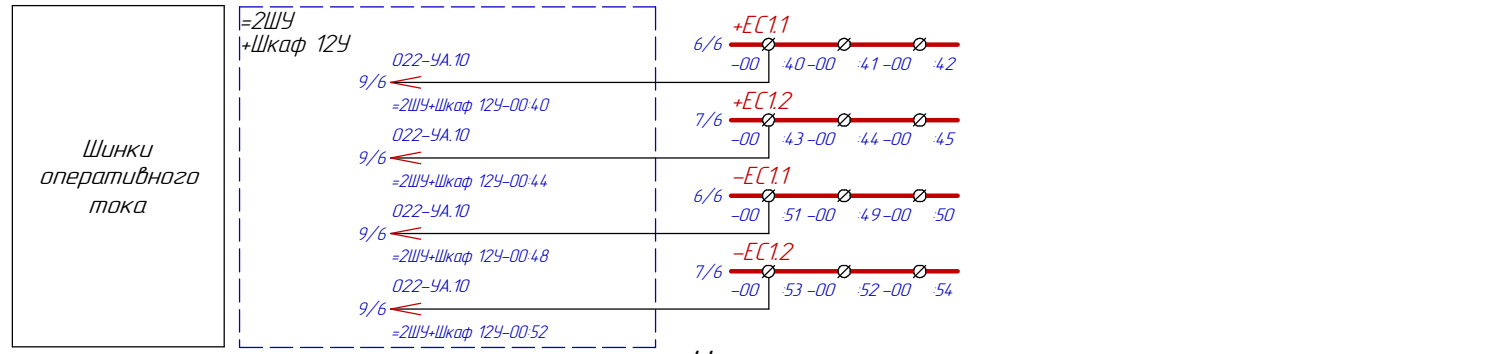 Шинки
оперативного
тока
=2ШУ
+Шкаф 12У
022-УА.10
9/6
=2ШУ+Шкаф 12У-00:40
022-УА.10
9/6
=2ШУ+Шкаф 12У-00:44
022-УА.10
9/6
=2ШУ+Шкаф 12У-00:48
022-УА.10
9/6
=2ШУ+Шкаф 12У-00:52
+ЕС1.1
6/6
-00 :40 -00 :41 -00 :42
+ЕС1.2
7/6
-00 :43 -00 :44 -00 :45
-ЕС1.1
6/6
-00 :51 -00 :49 -00 :50
-ЕС1.2
7/6
-00 :53 -00 :52 -00 :54